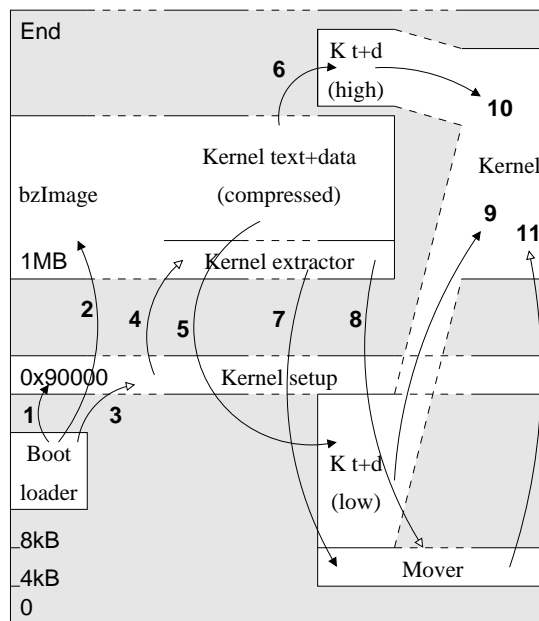 End
K t+d
(high)
6
10
Kernel text+data
(compressed)
Kernel
bzImage
9
11
1MB
Kernel extractor
2
4
5
7
8
0x90000
Kernel setup
1
3
Boot
loader
K t+d
(low)
8kB
4kB
Mover
0